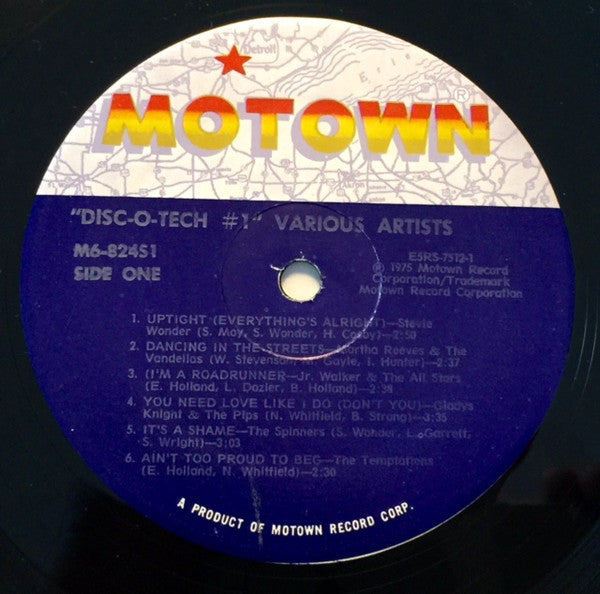 Detroit
Erie
MOTOWN®
"DISC-O-TECH #1" VARIOUS ARTISTS
M6-824S1
SIDE ONE
E5RS-7512-1
℗ 1975 Motown Record
Corporation/Trademark
Motown Record Corporation
1. UPTIGHT (EVERYTHING'S ALRIGHT)—Stevie
Wonder (S. Moy, S. Wonder, H. Cosby)—2:50
2. DANCING IN THE STREETS—Martha Reeves & The
Vandellas (W. Stevenson, M. Gayle, I. Hunter)—2:37
3. (I'M A ROADRUNNER—Jr. Walker & The All Stars
(E. Holland, L. Dozier, B. Holland)—2:38
4. YOU NEED LOVE LIKE I DO (DON'T YOU)—Gladys
Knight & The Pips (N. Whitfield, B. Strong)—3:35
5. IT'S A SHAME—The Spinners (S. Wonder, L. Garrett,
S. Wright)—3:03
6. AIN'T TOO PROUD TO BEG—The Temptations
(E. Holland, N. Whitfield)—2:30
A PRODUCT OF MOTOWN RECORD CORP.